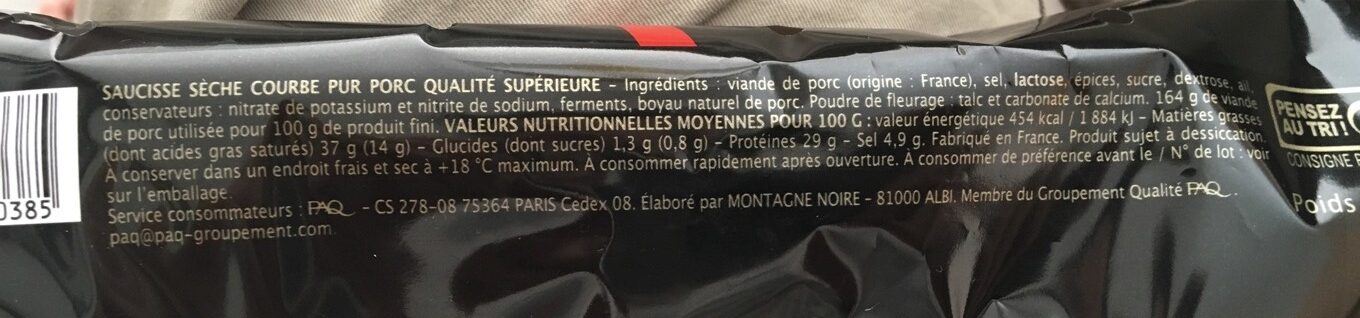 SAUCISSE SÈCHE COURBE PUR PORC QUALITÉ SUPÉRIEURE - Ingrédients : viande de porc (origine : France), sel, lactose, épices, sucre, dextrose, ail,
conservateurs : nitrate de potassium et nitrite de sodium, ferments, boyau naturel de porc. Poudre de fleurage : talc et carbonate de calcium. 164 g de viande
de porc utilisée pour 100 g de produit fini. VALEURS NUTRITIONNELLES MOYENNES POUR 100 G : valeur énergétique 454 kcal / 1 884 kJ - Matières grasses
(dont acides gras saturés) 37 g (14 g) - Glucides (dont sucres) 1,3 g (0,8 g) - Protéines 29 g - Sel 4,9 g. Fabriqué en France. Produit sujet à dessiccation.
À conserver dans un endroit frais et sec à +18 °C maximum. À consommer rapidement après ouverture. À consommer de préférence avant le / N° de lot : voir
sur l'emballage.
Service consommateurs : PAQ - CS 278-08 75364 PARIS Cedex 08. Élaboré par MONTAGNE NOIRE - 81000 ALBI. Membre du Groupement Qualité PAQ.
paq@paq-groupement.com
0385
PENSEZ
AU TRI !
CONSIGNE
Poids